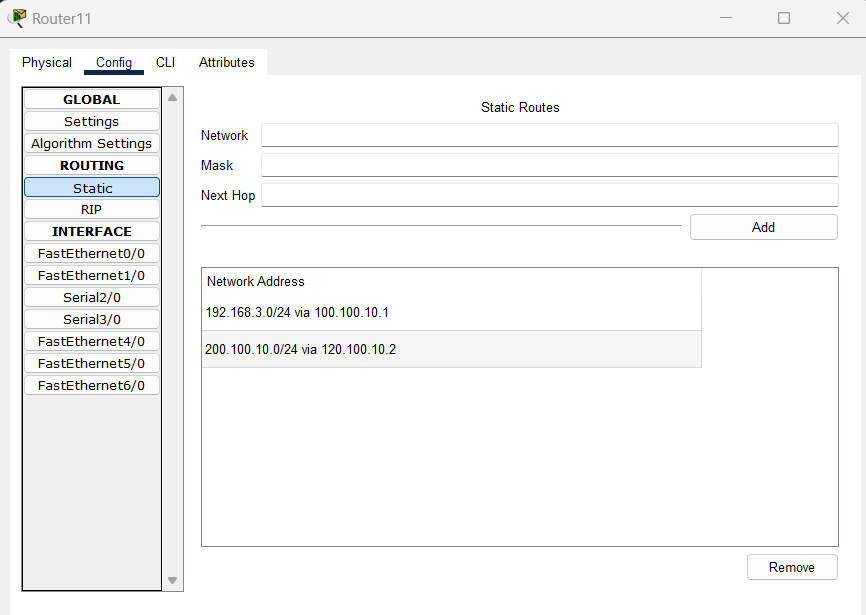 Router11
Physical Config CLI Attributes
GLOBAL
Settings
Algorithm Settings
ROUTING
Static
RIP
INTERFACE
FastEthernet0/0
FastEthernet1/0
Serial2/0
Serial3/0
FastEthernet4/0
FastEthernet5/0
FastEthernet6/0
Static Routes
Network
Mask
Next Hop
Add
Network Address
192.168.3.0/24 via 100.100.10.1
200.100.10.0/24 via 120.100.10.2
Remove